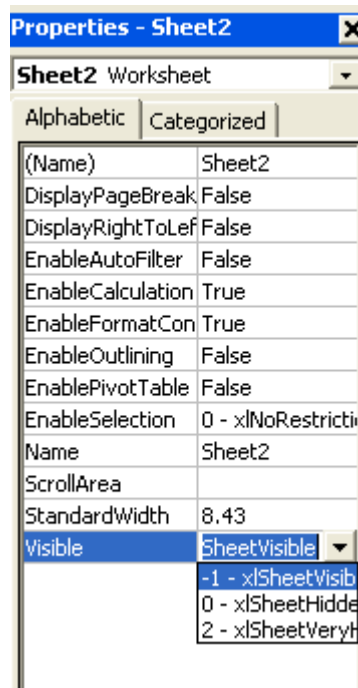 Properties - Sheet2
Sheet2 Worksheet
Alphabetic Categorized
(Name) Sheet2
DisplayPageBreak False
DisplayRightToLef False
EnableAutoFilter False
EnableCalculation True
EnableFormatCon True
EnableOutlining False
EnablePivotTable False
EnableSelection 0 - xlNoRestricti
Name Sheet2
ScrollArea
StandardWidth 8.43
Visible SheetVisible
-1 - xlSheetVisib
0 - xlSheetHidde
2 - xlSheetVeryH